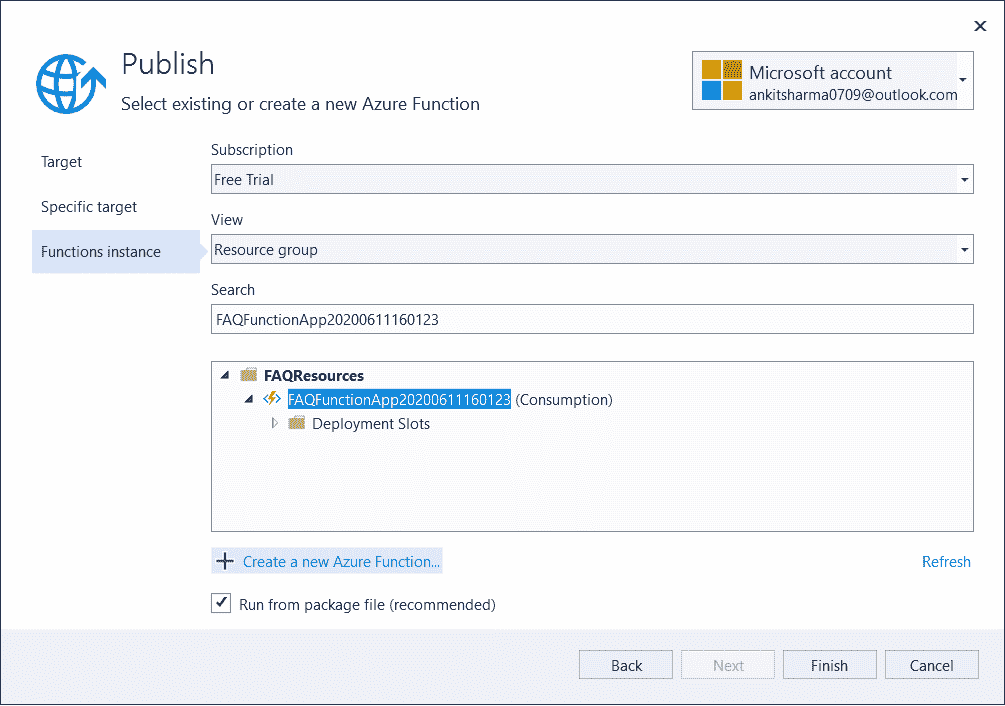 Publish
Select existing or create a new Azure Function
Microsoft account
ankitsharma0709@outlook.com
Target
Specific target
Functions instance
Subscription
Free Trial
View
Resource group
Search
FAQFunctionApp20200611160123
FAQResources
FAQFunctionApp20200611160123 (Consumption)
Deployment Slots
Create a new Azure Function...
Refresh
Run from package file (recommended)
Back
Next
Finish
Cancel